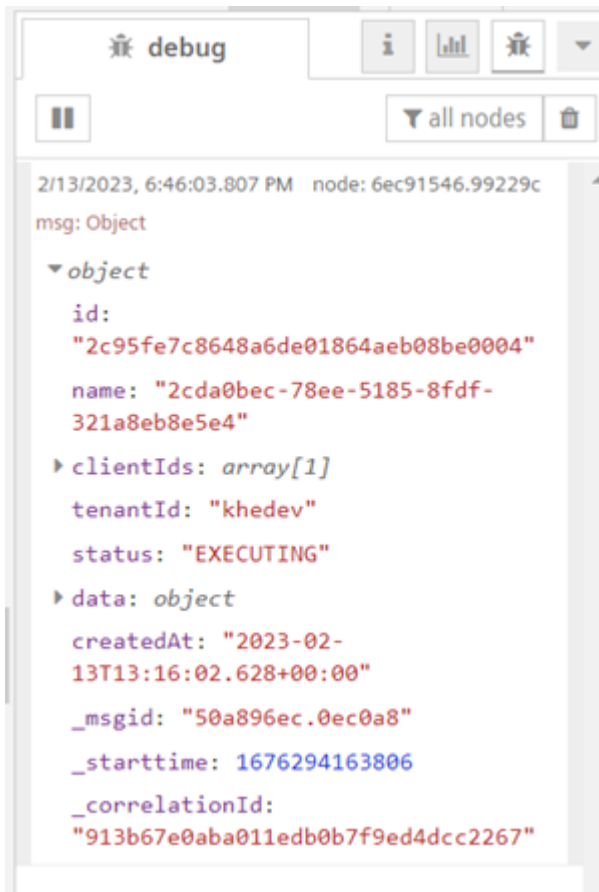 debug
all nodes
2/13/2023, 6:46:03.807 PM node: 6ec91546.99229c
msg: Object
object
id:
"2c95fe7c8648a6de01864aeb08be0004"
name: "2cda0bec-78ee-5185-8fdf-
321a8eb8e5e4"
clientIds: array[1]
tenantId: "khedev"
status: "EXECUTING"
data: object
createdAt: "2023-02-
13T13:16:02.628+00:00"
_msgid: "50a896ec.0ec0a8"
_starttime: 1676294163806
_correlationId:
"913b67e0aba011edb0b7f9ed4dcc2267"